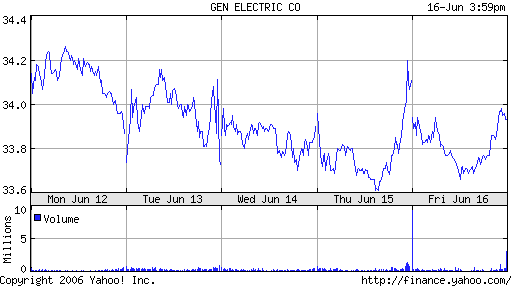 GEN ELECTRIC CO
16-Jun 3:59pm
34.4
34.2
34.0
33.8
33.6
Mon Jun 12
Tue Jun 13
Wed Jun 14
Thu Jun 15
Fri Jun 16
10
5
0
Millions
Volume
Copyright 2006 Yahoo! Inc.
http://finance.yahoo.com/